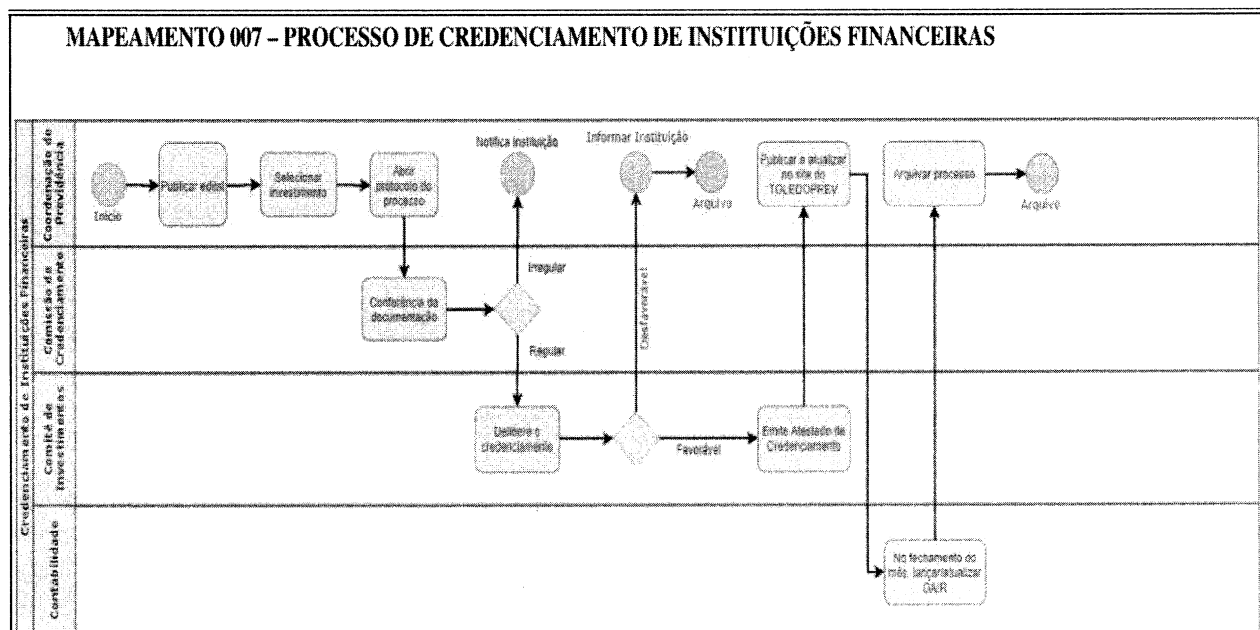 MAPEAMENTO 007 – PROCESSO DE CREDENCIAMENTO DE INSTITUIÇÕES FINANCEIRAS
Credenciamento de Instituições Financeiras
Coordenação de
Previdência
Início
Publicar edital
Selecionar
investimento
Abrir
protocolo do
processo
Notifica instituição
Informar Instituição
Arquivo
Publicar e atualizar
no site do
TOLEDOPREV
Arquivar processo
Arquivo
Comissão de
Credenciamento
Conferência da
documentação
Irregular
Regular
Desfavorável
Comitê de
Investimentos
Delibera o
credenciamento
Favorável
Emite Atestado de
Credenciamento
Contabilidade
No fechamento do
mês, lançar/atualizar
DAIR